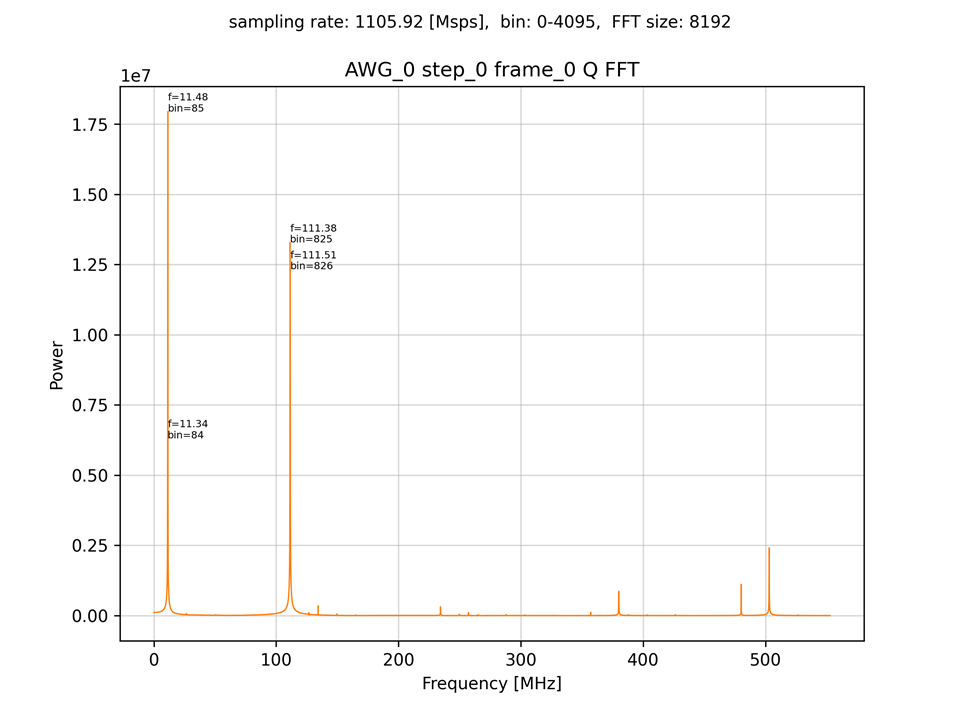 sampling rate: 1105.92 [Msps],  bin: 0-4095,  FFT size: 8192
AWG_0 step_0 frame_0 Q FFT
1e7
f=11.48
bin=85
1.75
1.50
f=111.38
bin=825
f=111.51
bin=826
1.25
1.00
Power
0.75
f=11.34
bin=84
0.50
0.25
0.00
0 100 200 300 400 500
Frequency [MHz]